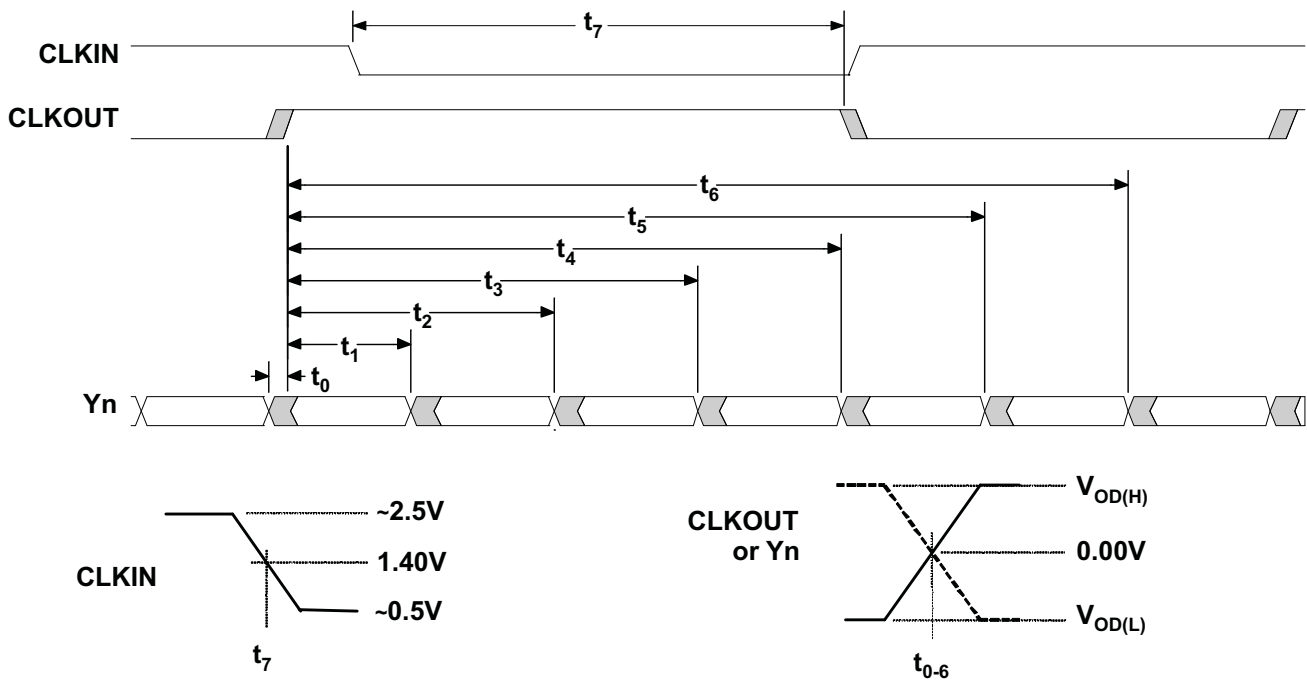 t7
CLKIN
CLKOUT
t6
t5
t4
t3
t2
t1
t0
Yn
~2.5V
1.40V
~0.5V
CLKIN
t7
CLKOUT
or Yn
VOD(H)
0.00V
VOD(L)
t0-6